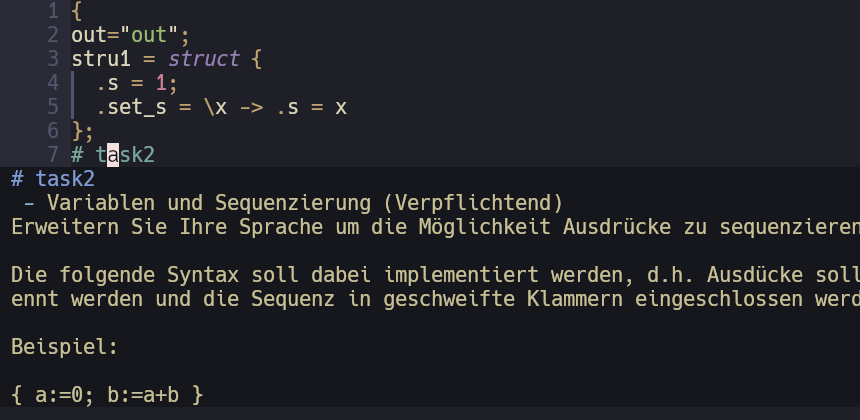 1 {
2 out="out";
3 stru1 = struct {
4 .s = 1;
5 .set_s = \x -> .s = x
6 };
7 # task2
# task2
– Variablen und Sequenzierung (Verpflichtend)
Erweitern Sie Ihre Sprache um die Möglichkeit Ausdrücke zu sequenzieren
Die folgende Syntax soll dabei implementiert werden, d.h. Ausdücke soll
ennt werden und die Sequenz in geschweifte Klammern eingeschlossen werd
Beispiel:
{ a:=0; b:=a+b }